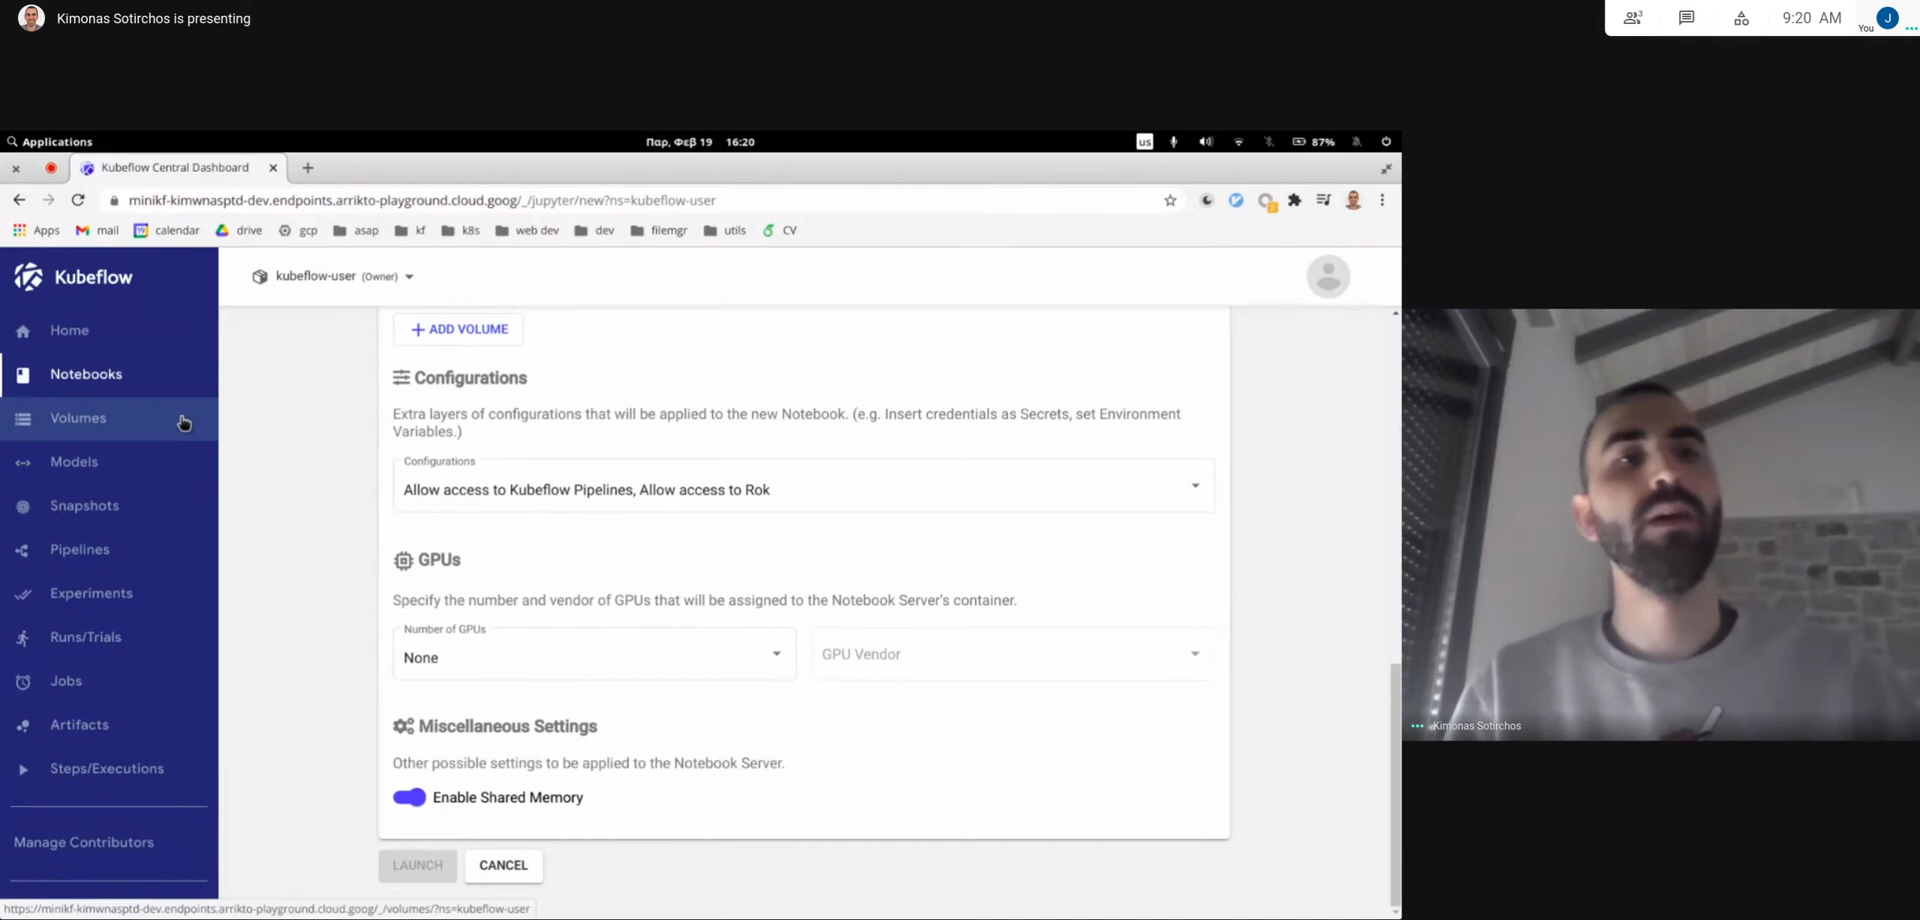 Kimonas Sotirchos is presenting
3
9:20 AM
You
J
Applications
Παρ, Φεβ 19 16:20
us
87%
Kubeflow Central Dashboard
minikf-kimwnasptd-dev.endpoints.arrikto-playground.cloud.goog/_/jupyter/new?ns=kubeflow-user
Apps
mail
calendar
drive
gcp
asap
kf
k8s
web dev
dev
filemgr
utils
CV
Kubeflow
kubeflow-user (Owner)
Home
Notebooks
Volumes
Models
Snapshots
Pipelines
Experiments
Runs/Trials
Jobs
Artifacts
Steps/Executions
Manage Contributors
+ ADD VOLUME
Configurations
Extra layers of configurations that will be applied to the new Notebook. (e.g. Insert credentials as Secrets, set Environment
Variables.)
Configurations
Allow access to Kubeflow Pipelines, Allow access to Rok
GPUs
Specify the number and vendor of GPUs that will be assigned to the Notebook Server's container.
Number of GPUs
None
GPU Vendor
Miscellaneous Settings
Other possible settings to be applied to the Notebook Server.
Enable Shared Memory
LAUNCH
CANCEL
https://minikf-kimwnasptd-dev.endpoints.arrikto-playground.cloud.goog/_/volumes/?ns=kubeflow-user
Kimonas Sotirchos